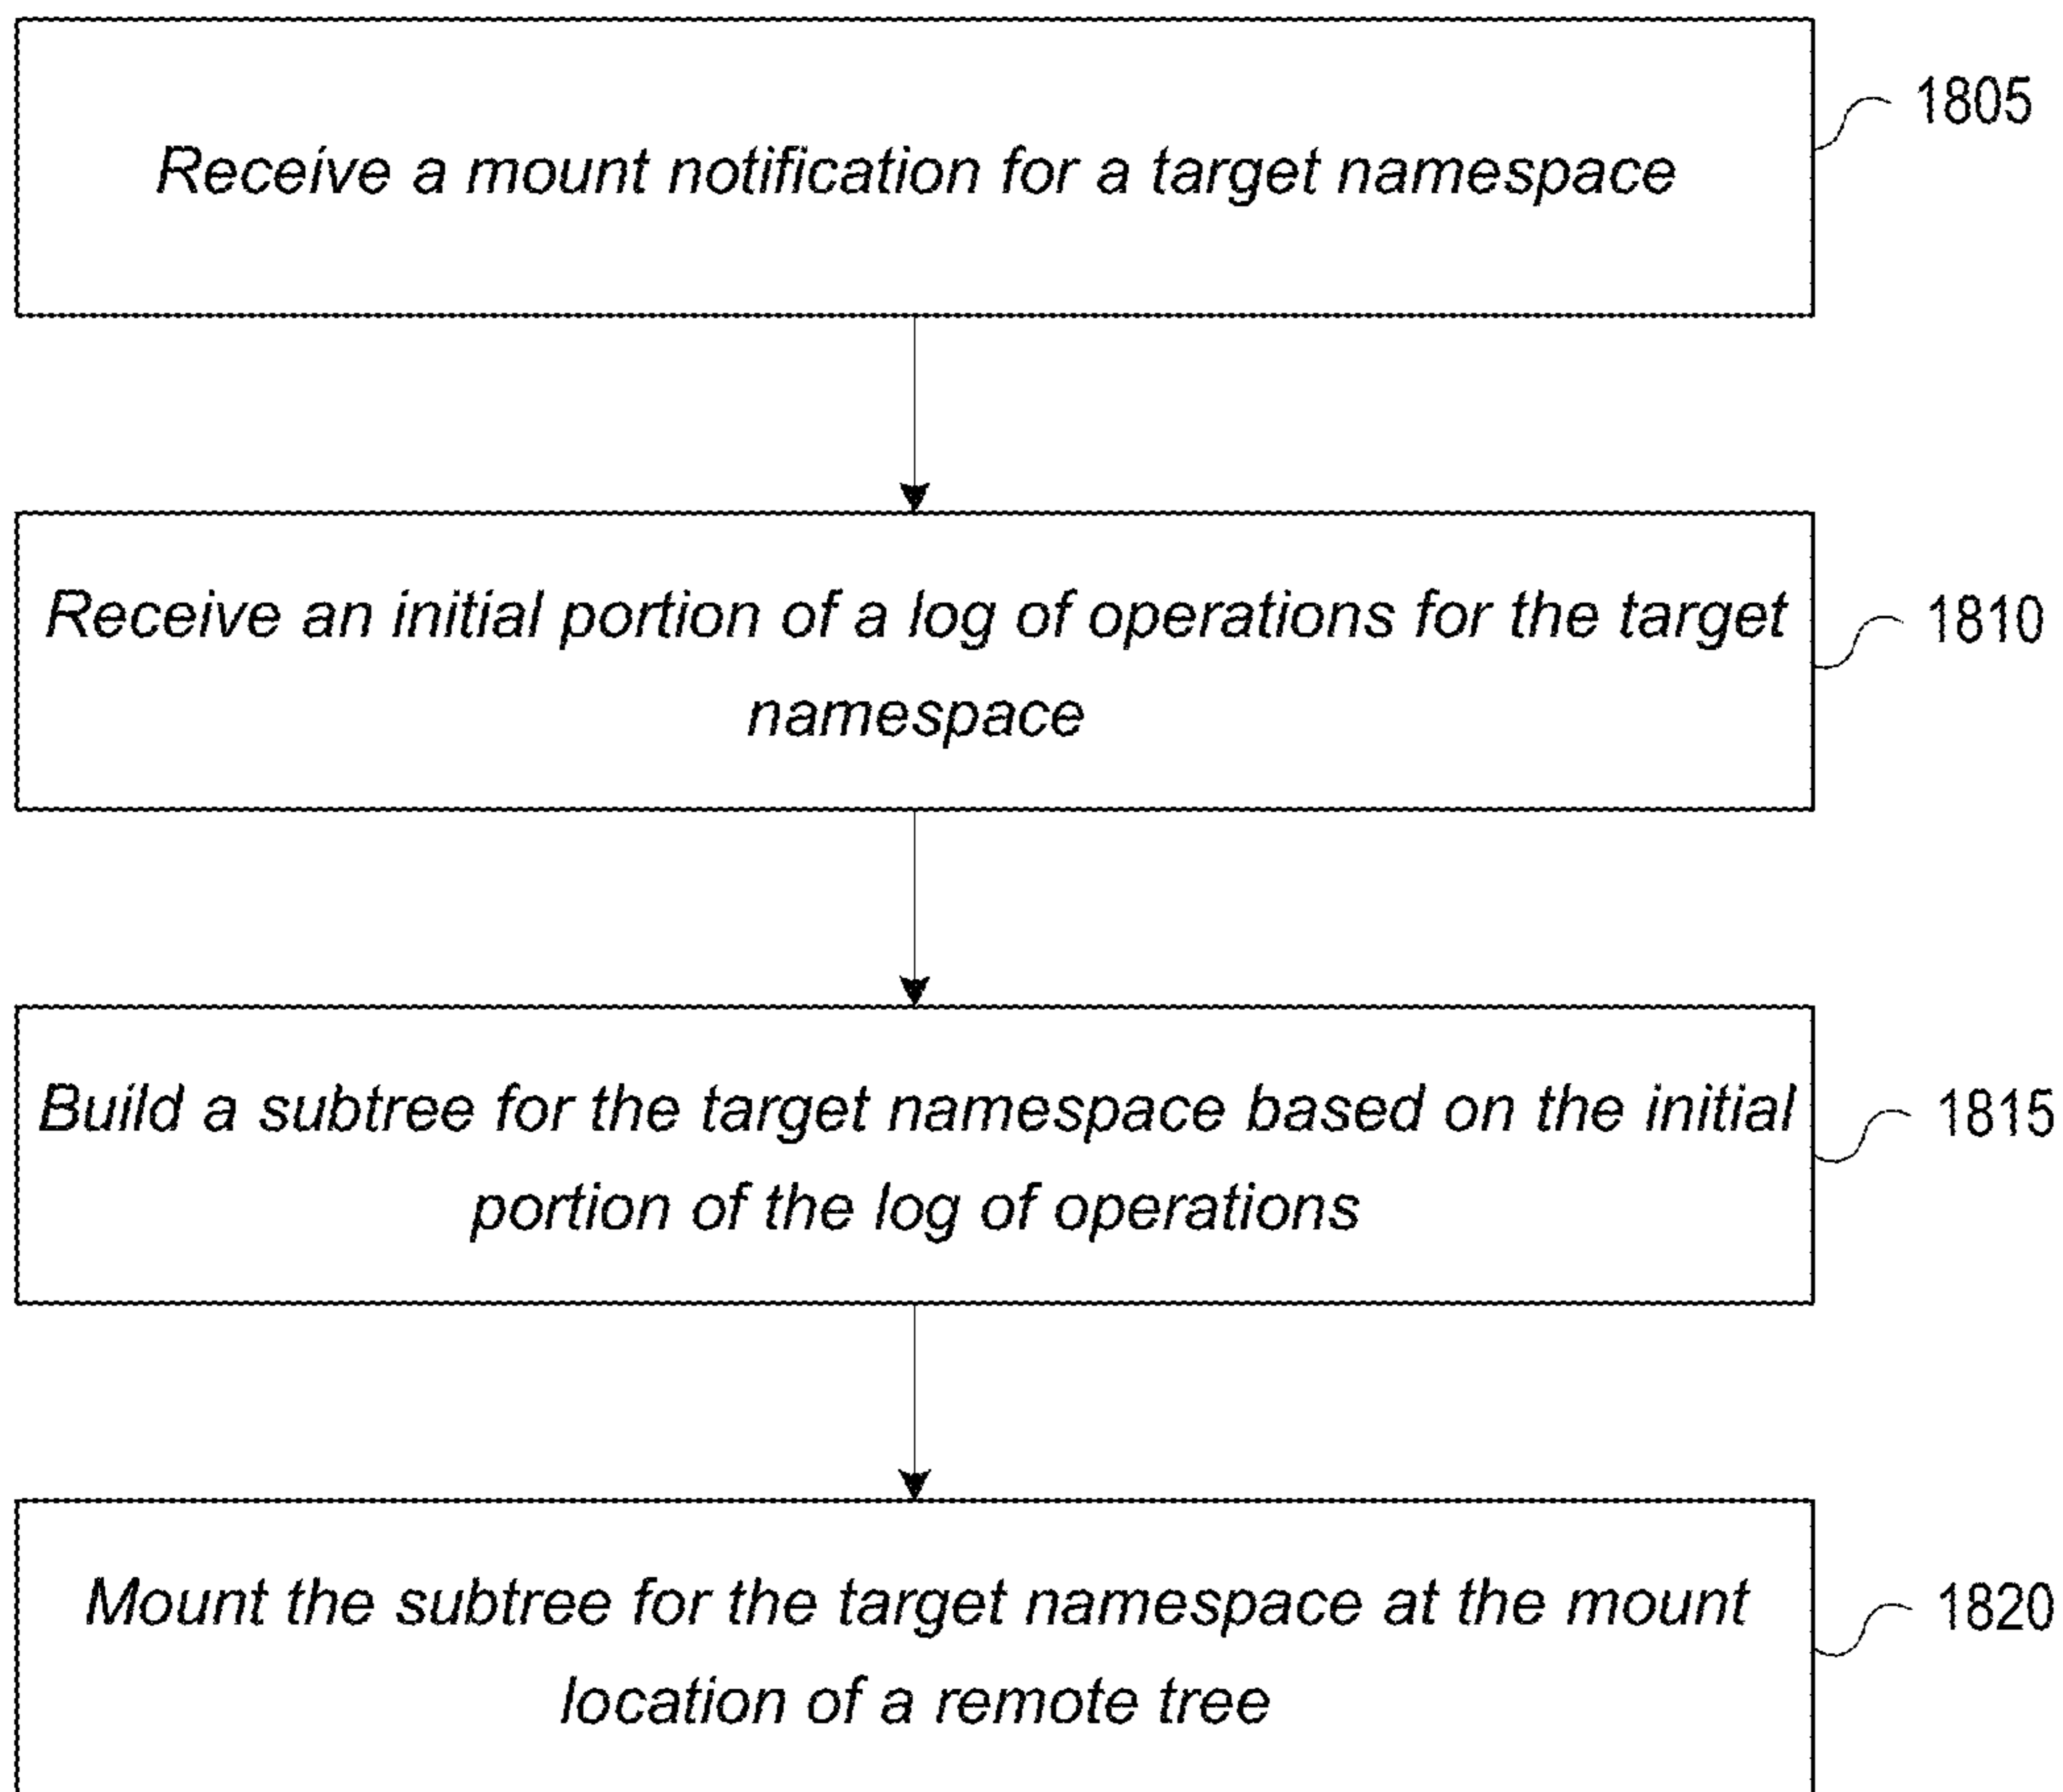 Receive a mount notification for a target namespace
1805
Receive an initial portion of a log of operations for the target
namespace
1810
Build a subtree for the target namespace based on the initial
portion of the log of operations
1815
Mount the subtree for the target namespace at the mount
location of a remote tree
1820